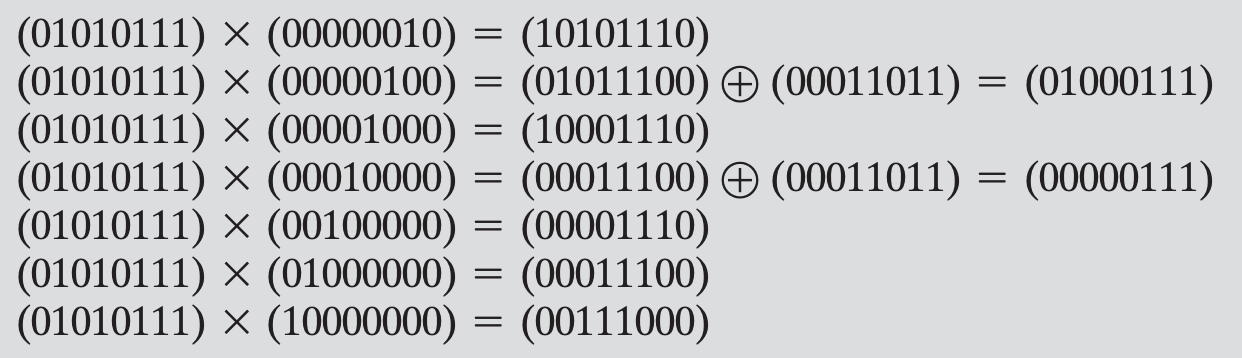 (01010111) × (00000010) = (10101110)
(01010111) × (00000100) = (01011100) ⊕ (00011011) = (01000111)
(01010111) × (00001000) = (10001110)
(01010111) × (00010000) = (00011100) ⊕ (00011011) = (00000111)
(01010111) × (00100000) = (00001110)
(01010111) × (01000000) = (00011100)
(01010111) × (10000000) = (00111000)